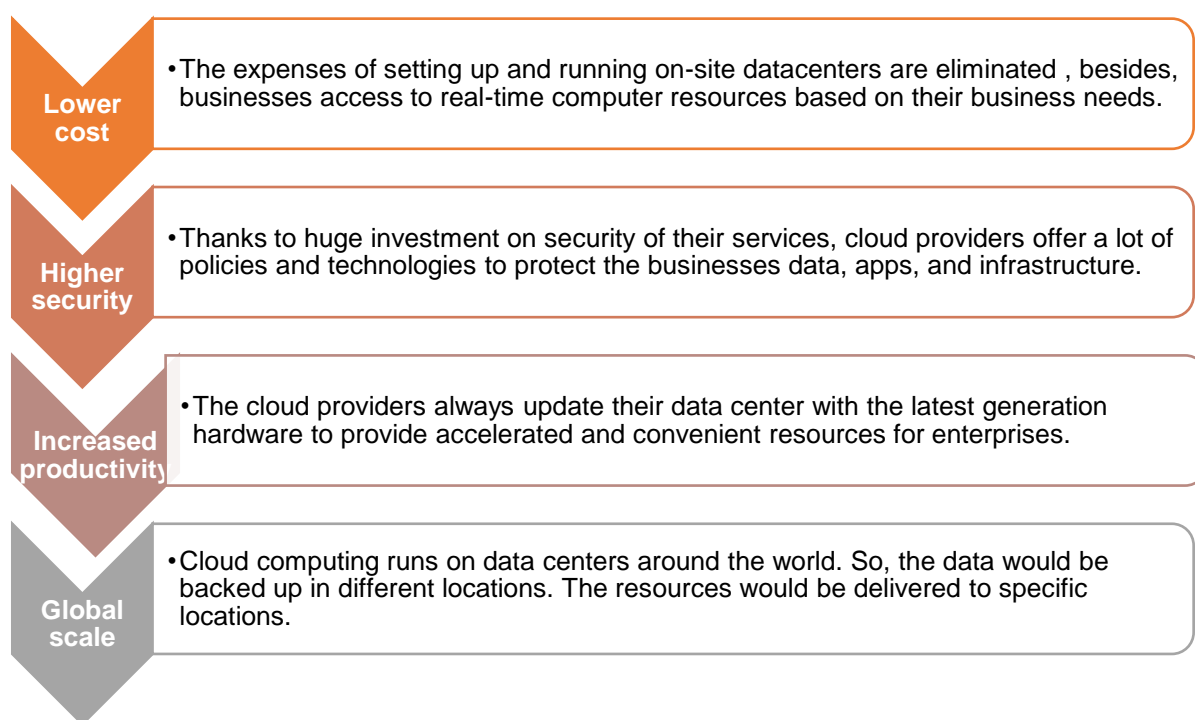 Lower
cost
•The expenses of setting up and running on-site datacenters are eliminated , besides,
businesses access to real-time computer resources based on their business needs.
Higher
security
•Thanks to huge investment on security of their services, cloud providers offer a lot of
policies and technologies to protect the businesses data, apps, and infrastructure.
Increased
productivity
•The cloud providers always update their data center with the latest generation
hardware to provide accelerated and convenient resources for enterprises.
Global
scale
•Cloud computing runs on data centers around the world. So, the data would be
backed up in different locations. The resources would be delivered to specific
locations.